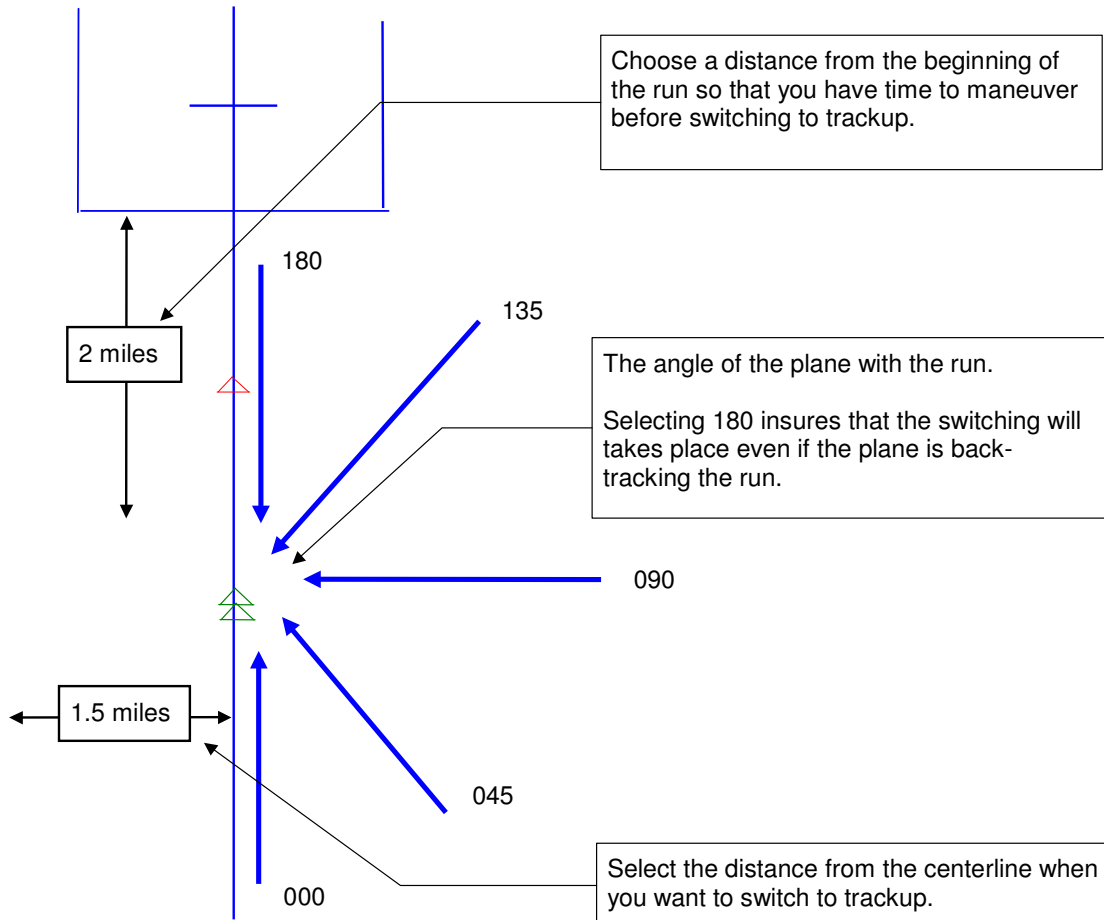 Choose a distance from the beginning of
the run so that you have time to maneuver
before switching to trackup.
180
135
2 miles
The angle of the plane with the run.
Selecting 180 insures that the switching will
takes place even if the plane is back-
tracking the run.
090
1.5 miles
045
Select the distance from the centerline when
you want to switch to trackup.
000